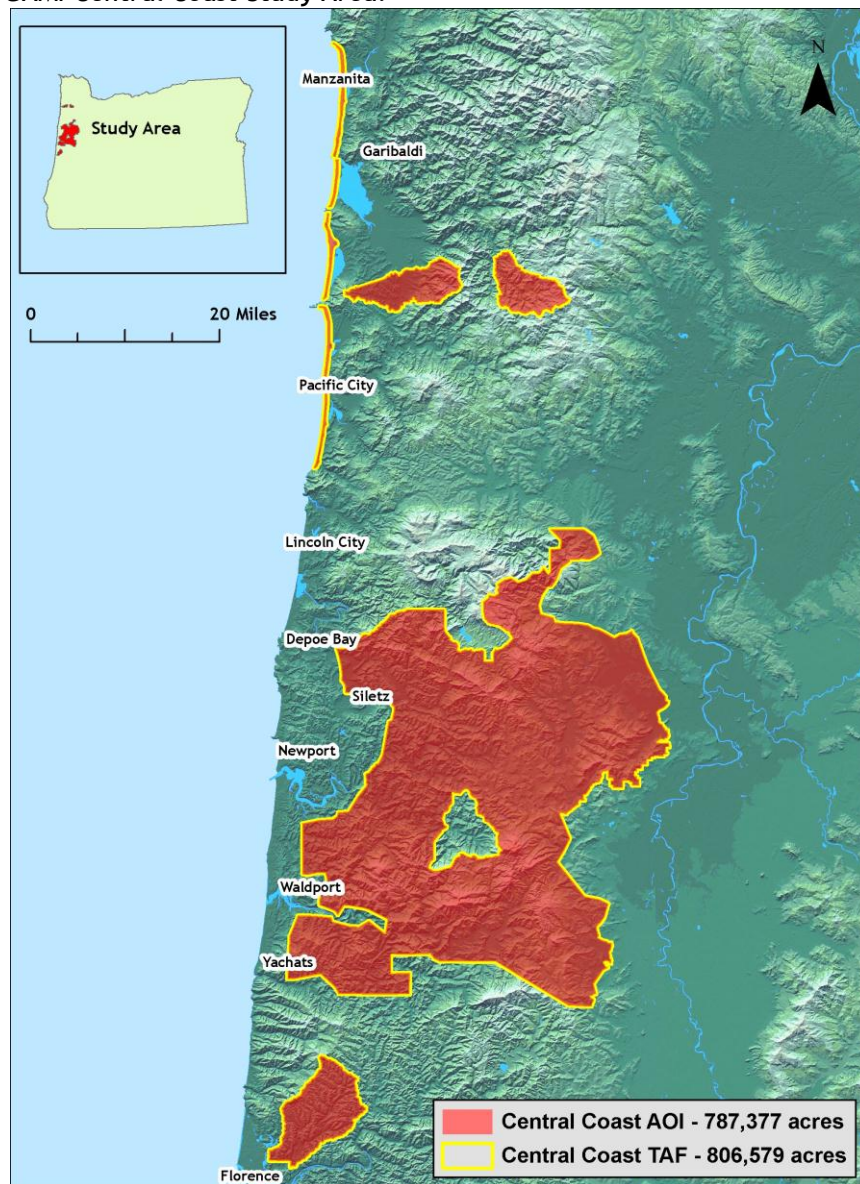 N
Manzanita
Study Area
Garibaldi
0 20 Miles
Pacific City
Lincoln City
Depoe Bay
Siletz
Newport
Waldport
Yachats
Central Coast AOI - 787,377 acres
Central Coast TAF - 806,579 acres
Florence